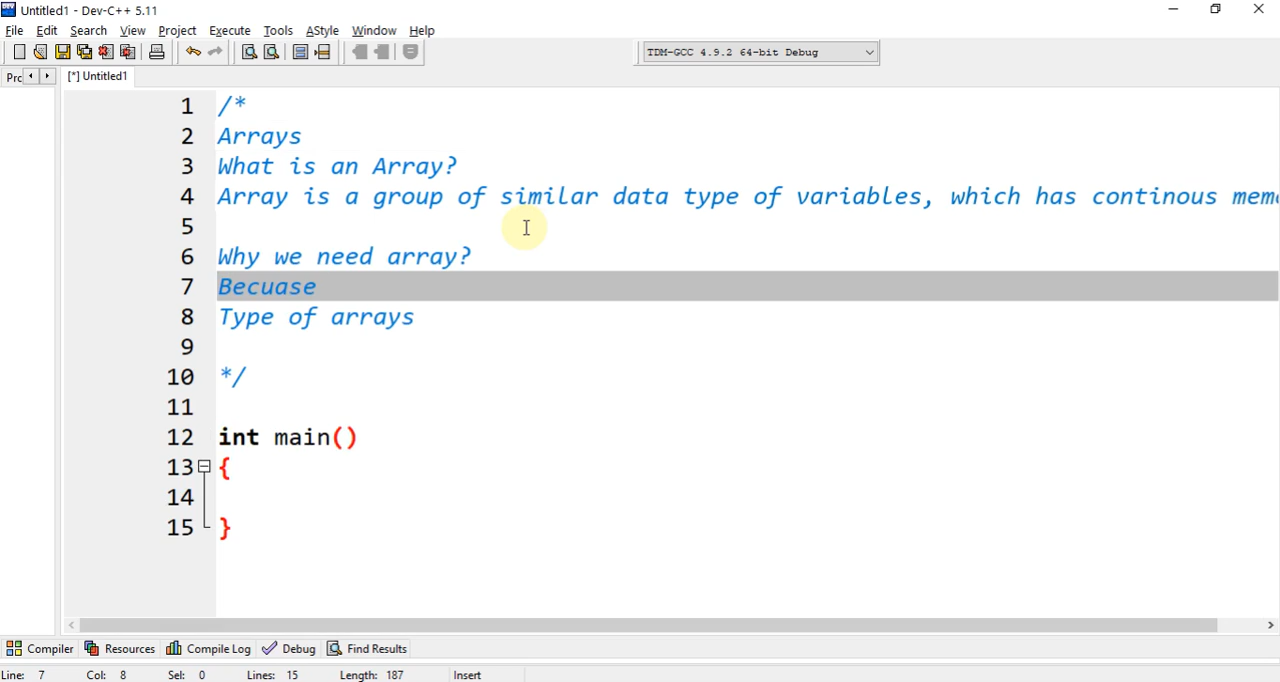 Untitled1 - Dev-C++ 5.11
File Edit Search View Project Execute Tools AStyle Window Help
TDM-GCC 4.9.2 64-bit Debug
Prc [*] Untitled1
1 /*
2 Arrays
3 What is an Array?
4 Array is a group of similar data type of variables, which has continous mem
5
6 Why we need array?
7 Becuase
8 Type of arrays
9
10 */
11
12 int main()
13 {
14
15 }
Compiler Resources Compile Log Debug Find Results
Line: 7 Col: 8 Sel: 0 Lines: 15 Length: 187 Insert